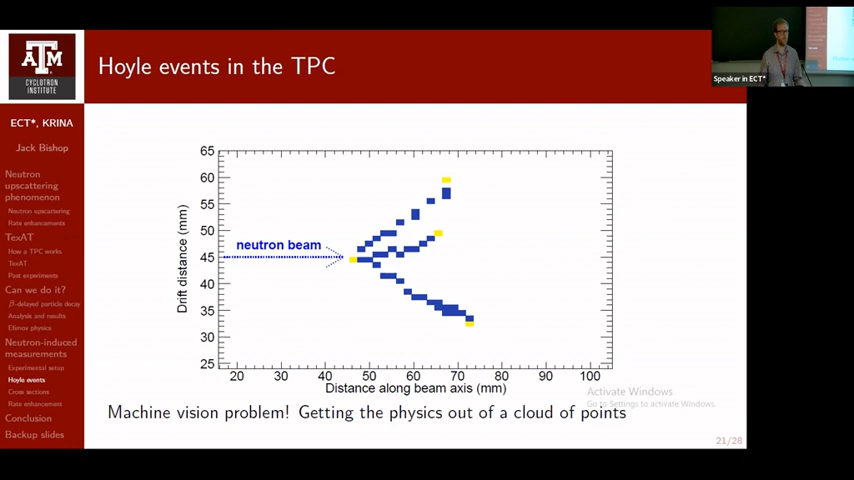 Hoyle events in the TPC
ATM
CYCLOTRON
INSTITUTE
ECT*, KRINA
Jack Bishop
Neutron
upscattering
phenomenon
Neutron upscattering
Rate enhancements
TexAT
How a TPC works
TexAT
Past experiments
Can we do it?
β-delayed particle decay
Analysis and results
Efimov physics
Neutron-induced
measurements
Experimental setup
Hoyle events
Cross sections
Rate enhancement
Conclusion
Backup slides
Speaker in ECT*
65
60
55
50
45
40
35
30
25
Drift distance (mm)
neutron beam
20 30 40 50 60 70 80 90 100
Distance along beam axis (mm)
Activate Windows
Go to Settings to activate Windows.
Machine vision problem! Getting the physics out of a cloud of points
21/28